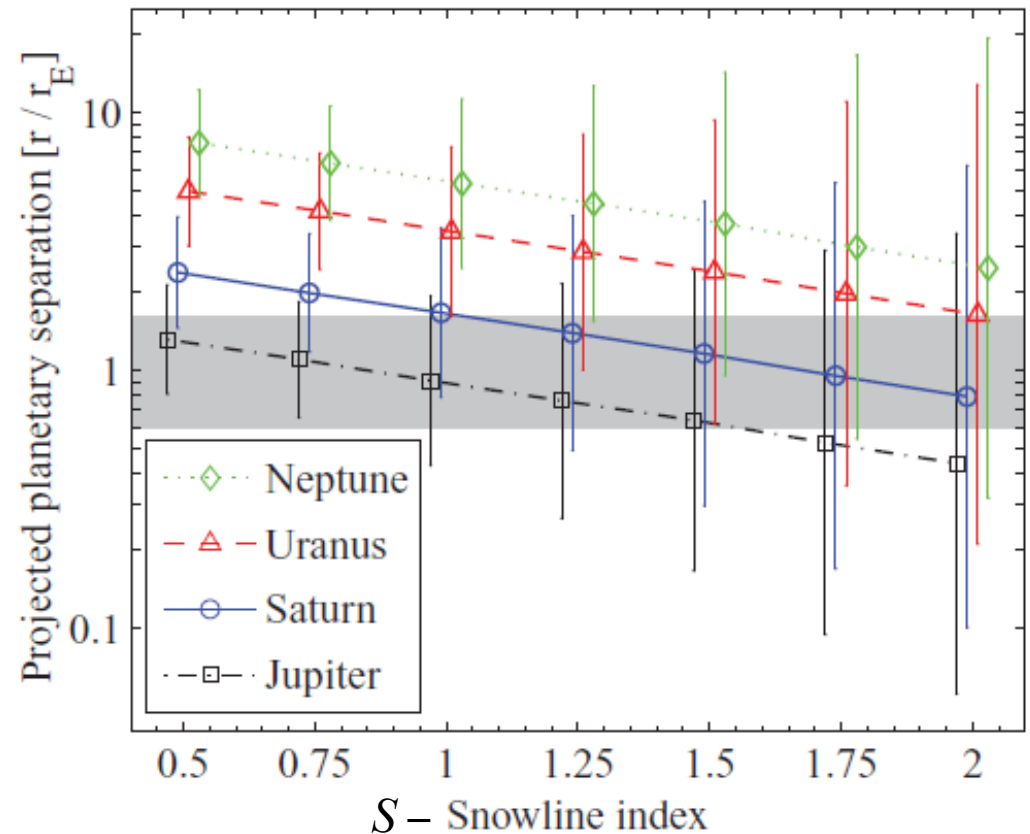 Projected planetary separation [r / r_E]
10
1
0.1
Neptune
Uranus
Saturn
Jupiter
0.5 0.75 1 1.25 1.5 1.75 2
S – Snowline index